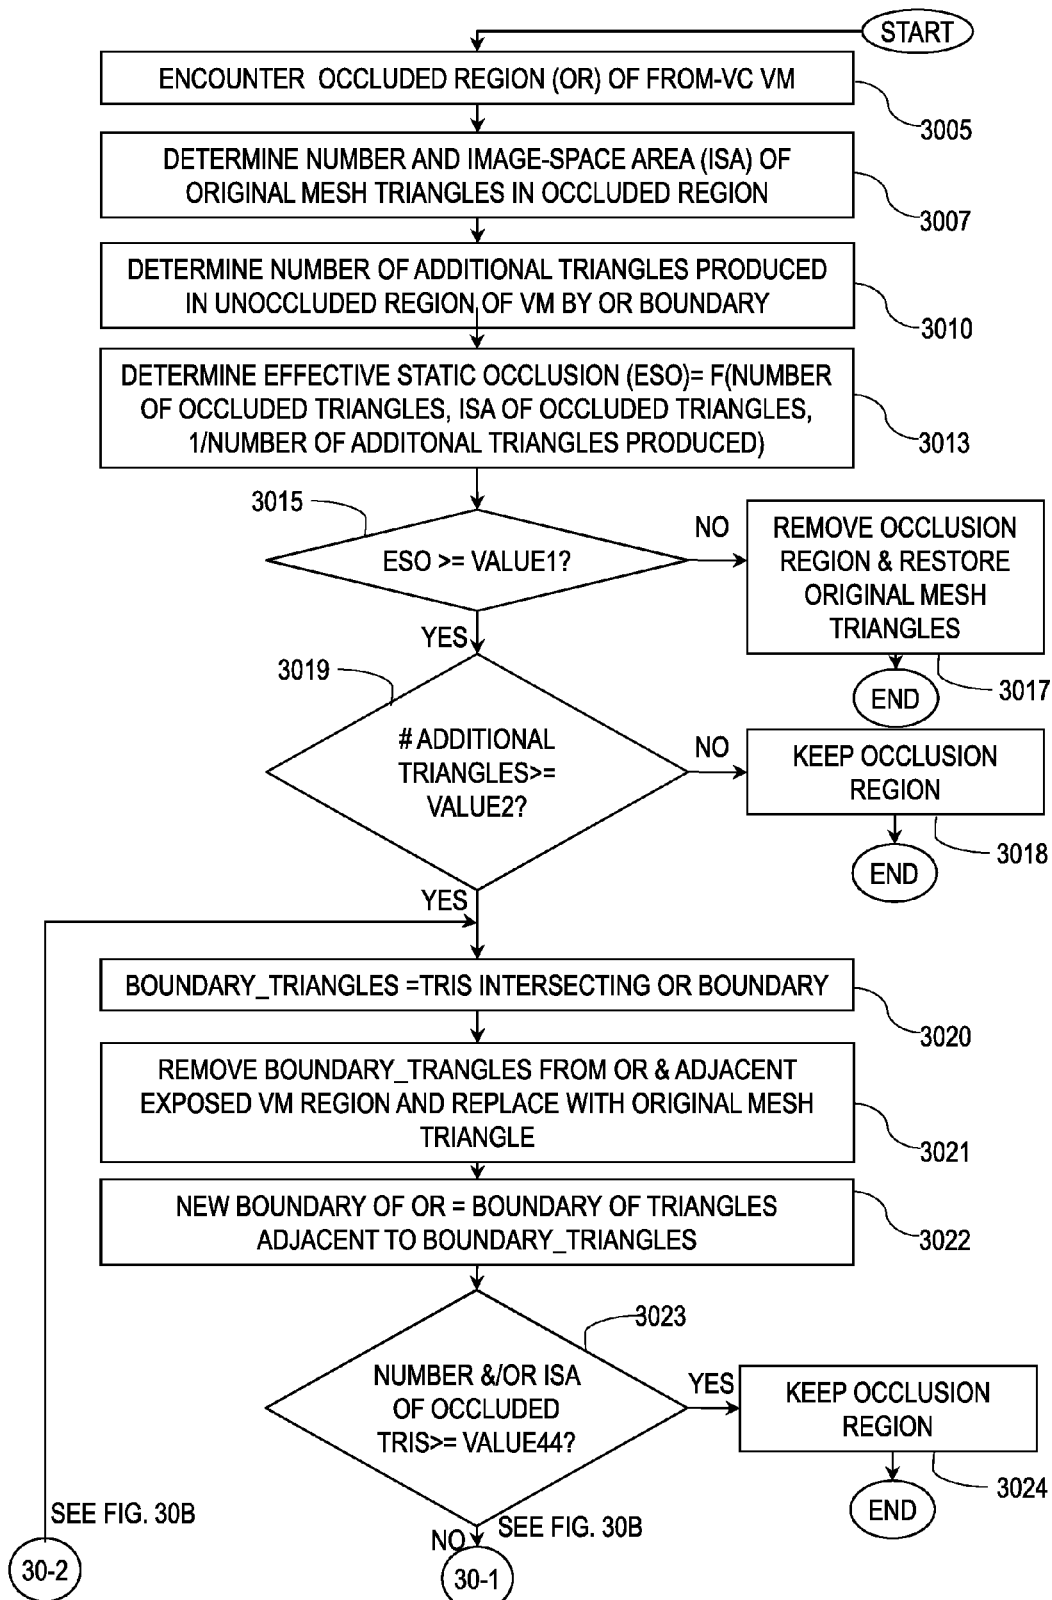 START
ENCOUNTER OCCLUDED REGION (OR) OF FROM-VC VM
3005
DETERMINE NUMBER AND IMAGE-SPACE AREA (ISA) OF
ORIGINAL MESH TRIANGLES IN OCCLUDED REGION
3007
DETERMINE NUMBER OF ADDITIONAL TRIANGLES PRODUCED
IN UNOCCLUDED REGION OF VM BY OR BOUNDARY
3010
DETERMINE EFFECTIVE STATIC OCCLUSION (ESO)= F(NUMBER
OF OCCLUDED TRIANGLES, ISA OF OCCLUDED TRIANGLES,
1/NUMBER OF ADDITONAL TRIANGLES PRODUCED)
3013
3015
ESO >= VALUE1?
NO
REMOVE OCCLUSION
REGION & RESTORE
ORIGINAL MESH
TRIANGLES
3017
END
YES
3019
# ADDITIONAL
TRIANGLES>=
VALUE2?
NO
KEEP OCCLUSION
REGION
3018
END
YES
BOUNDARY_TRIANGLES =TRIS INTERSECTING OR BOUNDARY
3020
REMOVE BOUNDARY_TRANGLES FROM OR & ADJACENT
EXPOSED VM REGION AND REPLACE WITH ORIGINAL MESH
TRIANGLE
3021
NEW BOUNDARY OF OR = BOUNDARY OF TRIANGLES
ADJACENT TO BOUNDARY_TRIANGLES
3022
3023
NUMBER &/OR ISA
OF OCCLUDED
TRIS>= VALUE44?
YES
KEEP OCCLUSION
REGION
3024
END
SEE FIG. 30B
30-2
NO
SEE FIG. 30B
30-1